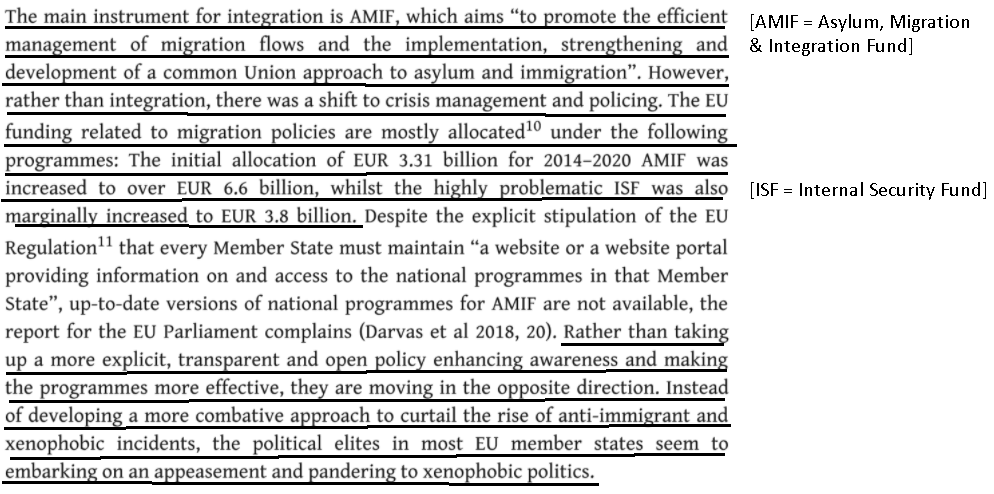 The main instrument for integration is AMIF, which aims “to promote the efficient
management of migration flows and the implementation, strengthening and
development of a common Union approach to asylum and immigration”. However,
rather than integration, there was a shift to crisis management and policing. The EU
funding related to migration policies are mostly allocated¹⁰ under the following
programmes: The initial allocation of EUR 3.31 billion for 2014–2020 AMIF was
increased to over EUR 6.6 billion, whilst the highly problematic ISF was also
marginally increased to EUR 3.8 billion. Despite the explicit stipulation of the EU
Regulation¹¹ that every Member State must maintain “a website or a website portal
providing information on and access to the national programmes in that Member
State”, up-to-date versions of national programmes for AMIF are not available, the
report for the EU Parliament complains (Darvas et al 2018, 20). Rather than taking
up a more explicit, transparent and open policy enhancing awareness and making
the programmes more effective, they are moving in the opposite direction. Instead
of developing a more combative approach to curtail the rise of anti-immigrant and
xenophobic incidents, the political elites in most EU member states seem to
embarking on an appeasement and pandering to xenophobic politics.
[AMIF = Asylum, Migration
& Integration Fund]
[ISF = Internal Security Fund]